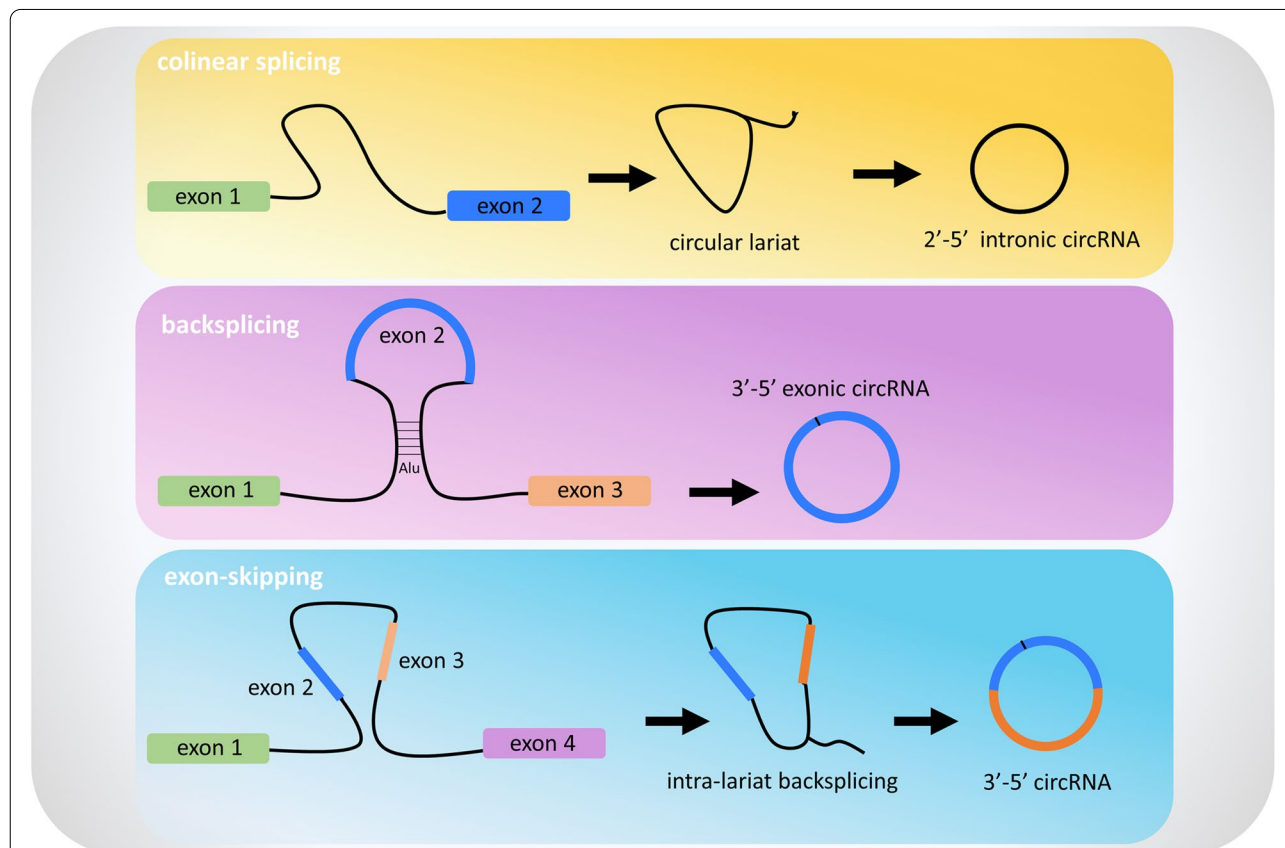 colinear splicing
exon 1
exon 2
circular lariat
2’-5’ intronic circRNA
backsplicing
exon 2
3’-5’ exonic circRNA
Alu
exon 1
exon 3
exon-skipping
exon 3
exon 2
exon 1
exon 4
intra-lariat backsplicing
3’-5’ circRNA